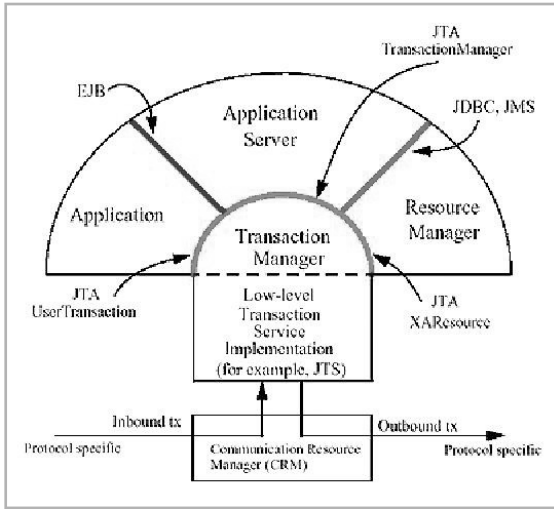 JTA
TransactionManager
EJB
Application
Server
JDBC, JMS
Application
Resource
Manager
Transaction
Manager
JTA
UserTransaction
JTA
XAResource
Low-level
Transaction
Service
Implementation
(for example, JTS)
Inbound tx
Outbound tx
Protocol specific
Communication Resource
Manager (CRM)
Protocol specific